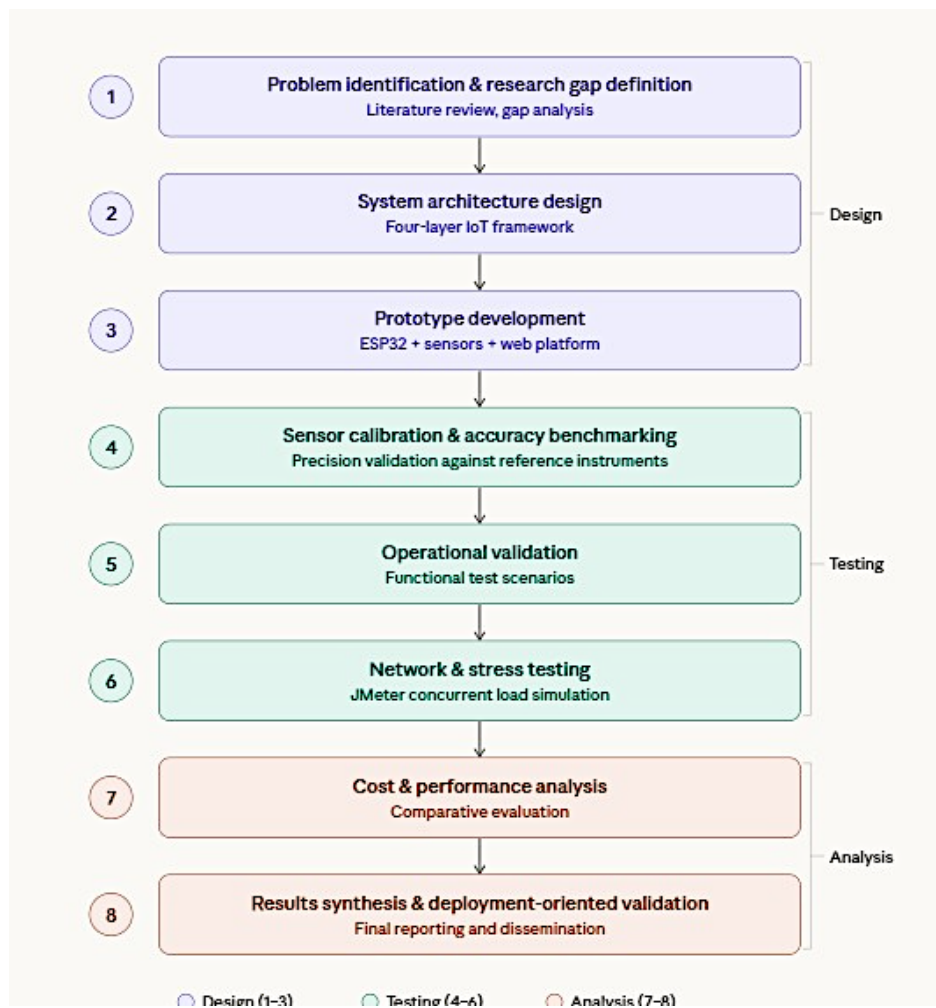 1
Problem identification & research gap definition
Literature review, gap analysis
2
System architecture design
Four-layer IoT framework
Design
3
Prototype development
ESP32 + sensors + web platform
4
Sensor calibration & accuracy benchmarking
Precision validation against reference instruments
5
Operational validation
Functional test scenarios
Testing
6
Network & stress testing
JMeter concurrent load simulation
7
Cost & performance analysis
Comparative evaluation
Analysis
8
Results synthesis & deployment-oriented validation
Final reporting and dissemination
Design (1–3) Testing (4–6) Analysis (7–8)